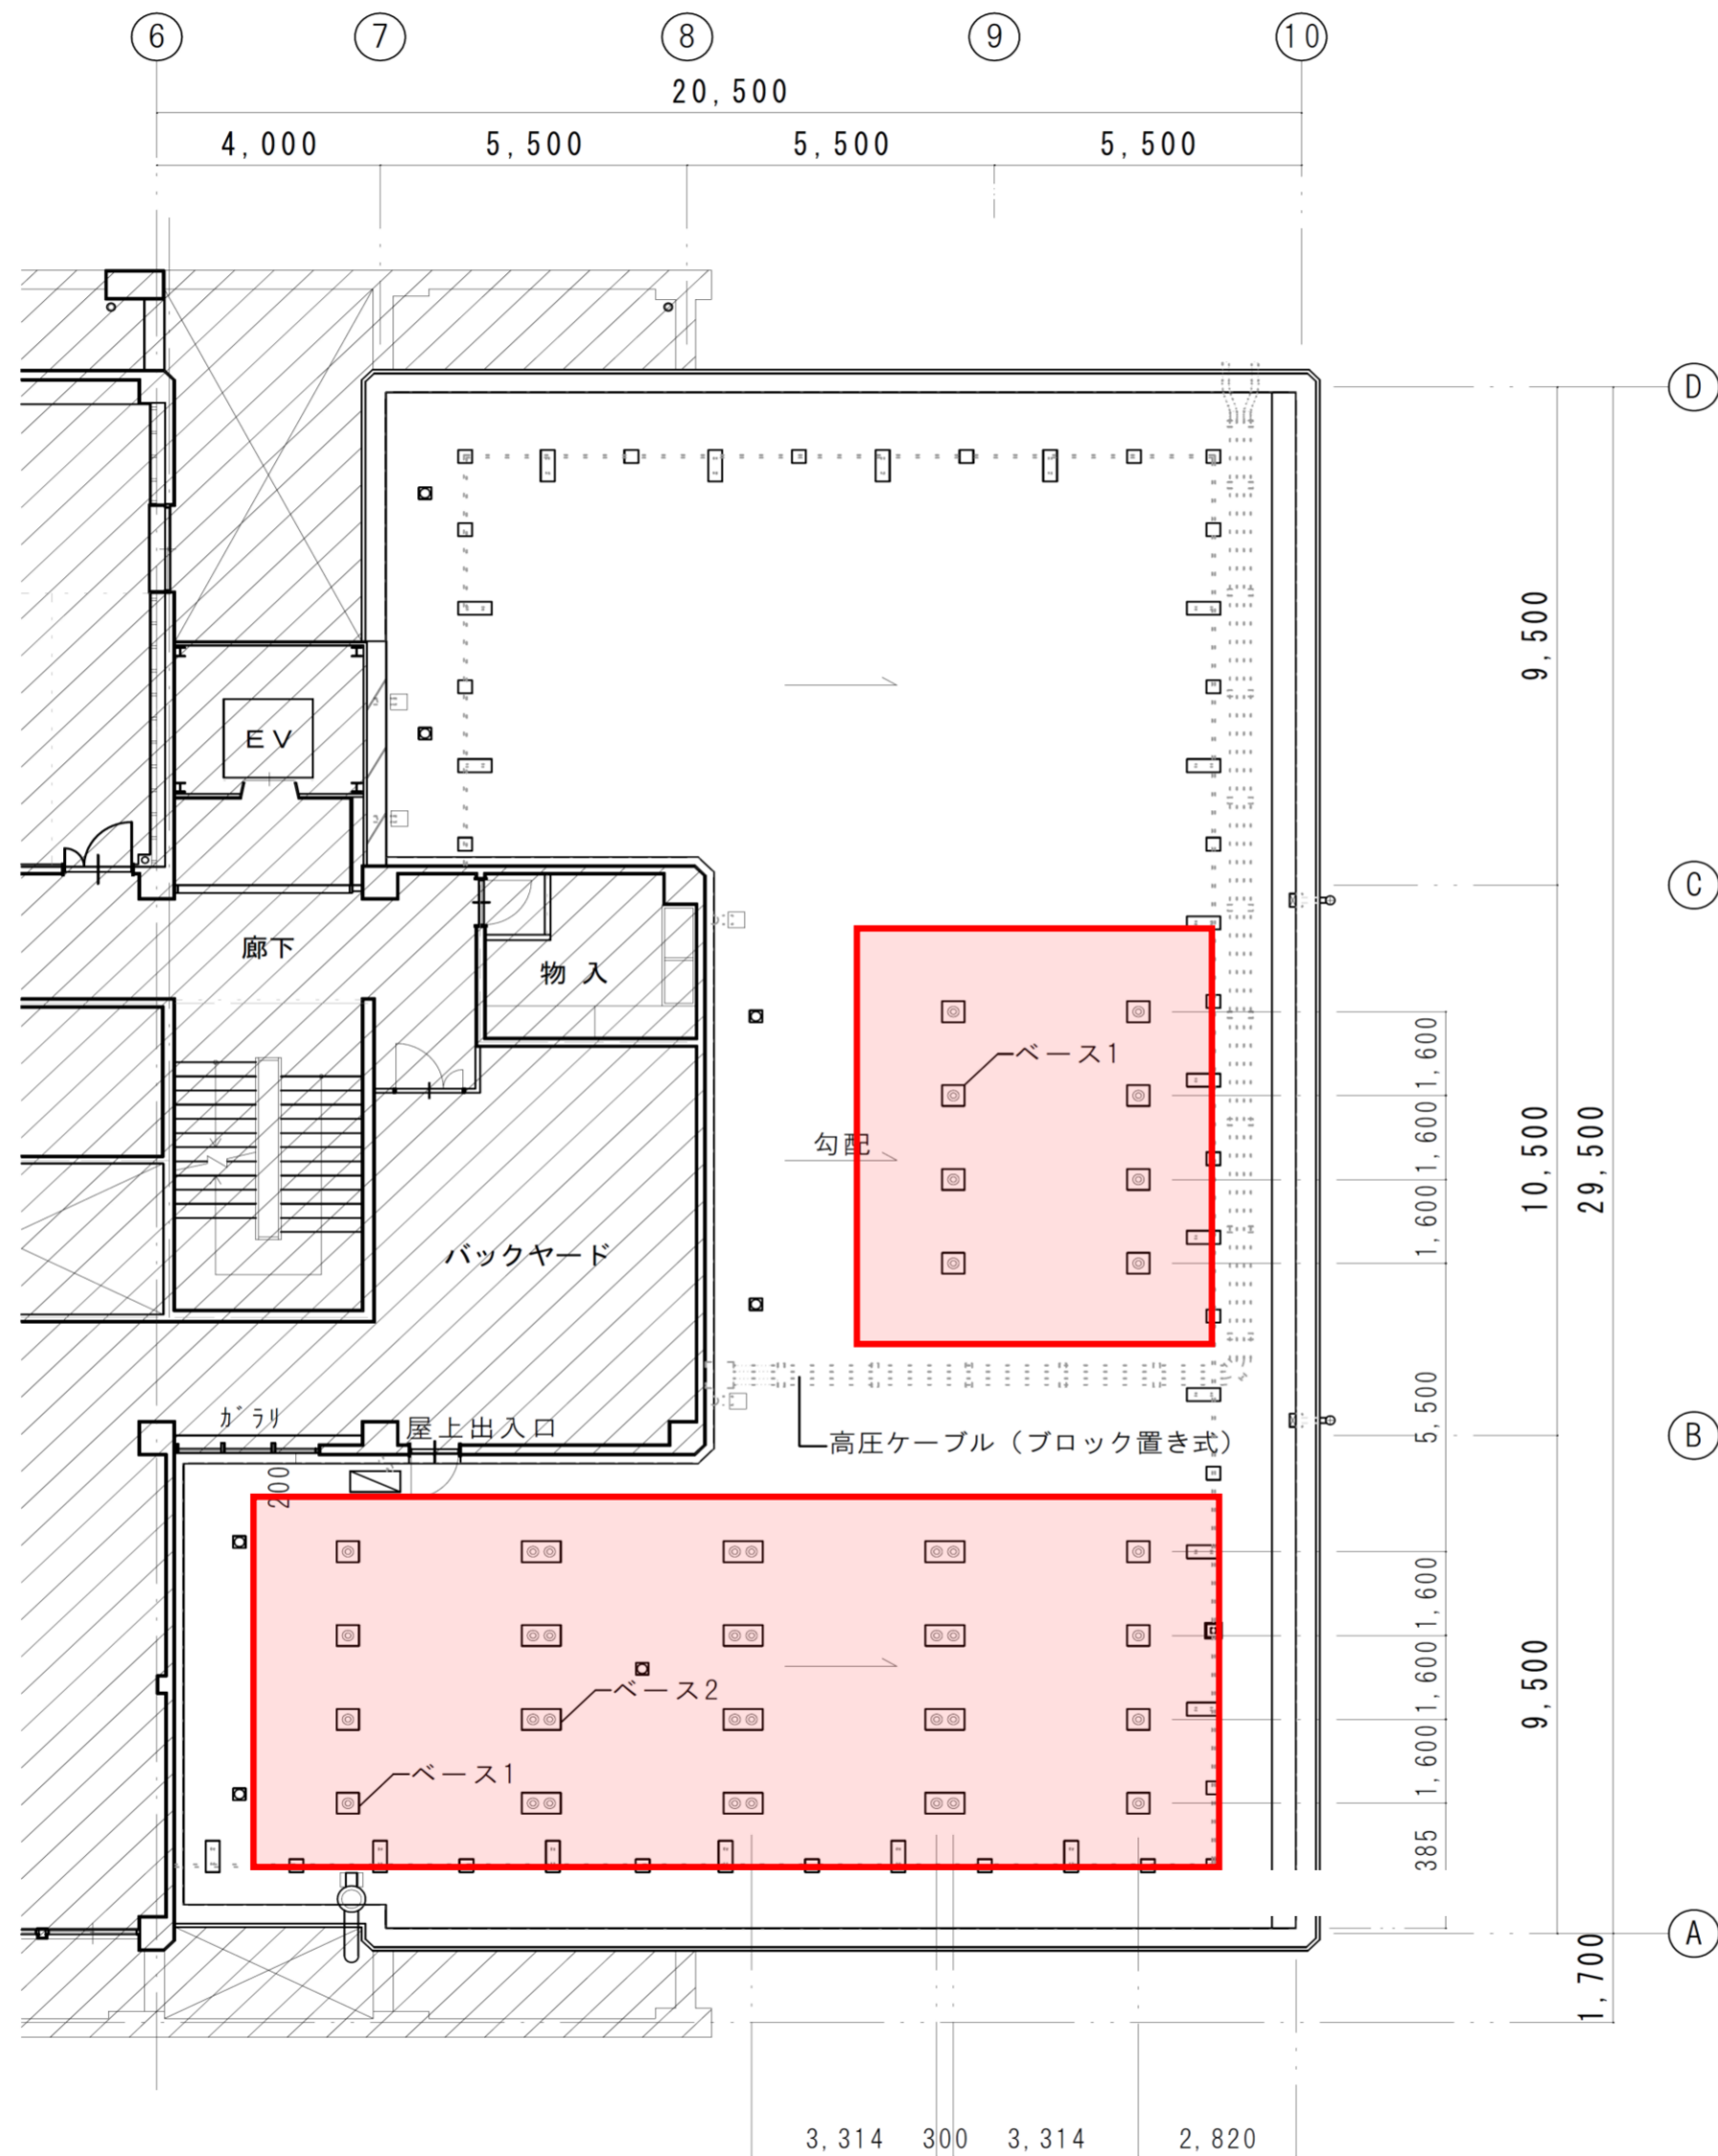 6 7 8 9 10
20,500
4,000 5,500 5,500 5,500
D
9,500
EV
C
廊下
物 入
ベース1
1,600
1,600
1,600
勾配
10,500
29,500
バックヤード
5,500
ガラリ
屋上出入口
高圧ケーブル(ブロック置き式)
B
200
1,600
1,600
1,600
9,500
ベース2
ベース1
385
A
1,700
3,314 300 3,314 2,820